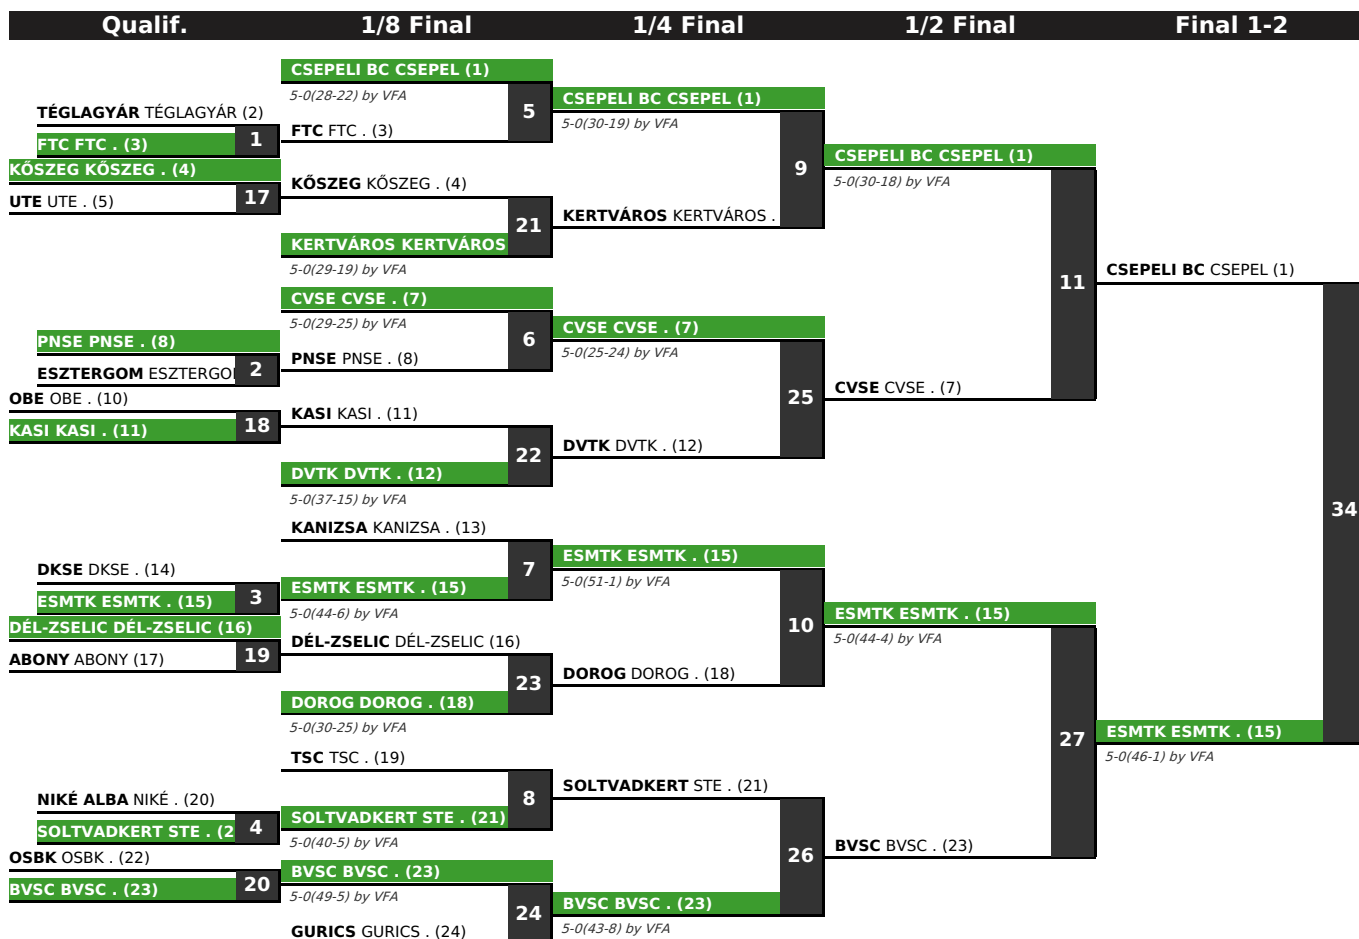 Qualif.
1/8 Final
1/4 Final
1/2 Final
Final 1-2
TÉGLAGYÁR TÉGLAGYÁR (2)
1
FTC FTC . (3)
KŐSZEG KŐSZEG . (4)
17
UTE UTE . (5)
PNSE PNSE . (8)
2
ESZTERGOM ESZTERGO
OBE OBE . (10)
18
KASI KASI . (11)
DKSE DKSE . (14)
3
ESMTK ESMTK . (15)
DÉL-ZSELIC DÉL-ZSELIC (16)
19
ABONY ABONY (17)
NIKÉ ALBA NIKÉ . (20)
4
SOLTVADKERT STE . (2
OSBK OSBK . (22)
20
BVSC BVSC . (23)
CSEPELI BC CSEPEL (1)
5-0(28-22) by VFA
5
FTC FTC . (3)
KŐSZEG KŐSZEG . (4)
21
KERTVÁROS KERTVÁROS
5-0(29-19) by VFA
CVSE CVSE . (7)
5-0(29-25) by VFA
6
PNSE PNSE . (8)
KASI KASI . (11)
22
DVTK DVTK . (12)
5-0(37-15) by VFA
KANIZSA KANIZSA . (13)
7
ESMTK ESMTK . (15)
5-0(44-6) by VFA
DÉL-ZSELIC DÉL-ZSELIC (16)
23
DOROG DOROG . (18)
5-0(30-25) by VFA
TSC TSC . (19)
8
SOLTVADKERT STE . (21)
5-0(40-5) by VFA
BVSC BVSC . (23)
5-0(49-5) by VFA
24
GURICS GURICS . (24)
CSEPELI BC CSEPEL (1)
5-0(30-19) by VFA
9
KERTVÁROS KERTVÁROS .
CVSE CVSE . (7)
5-0(25-24) by VFA
25
DVTK DVTK . (12)
ESMTK ESMTK . (15)
5-0(51-1) by VFA
10
DOROG DOROG . (18)
SOLTVADKERT STE . (21)
26
BVSC BVSC . (23)
5-0(43-8) by VFA
CSEPELI BC CSEPEL (1)
5-0(30-18) by VFA
11
CVSE CVSE . (7)
ESMTK ESMTK . (15)
5-0(44-4) by VFA
27
BVSC BVSC . (23)
CSEPELI BC CSEPEL (1)
34
ESMTK ESMTK . (15)
5-0(46-1) by VFA